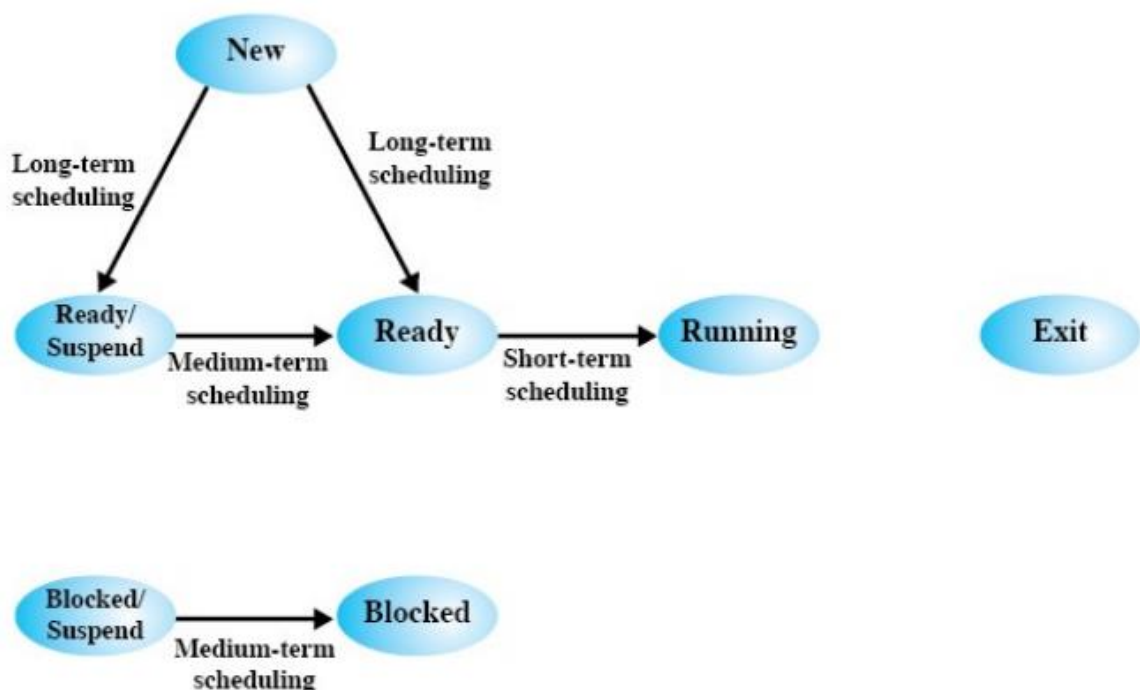 New
Long-term
scheduling
Long-term
scheduling
Ready/
Suspend
Medium-term
scheduling
Ready
Short-term
scheduling
Running
Exit
Blocked/
Suspend
Medium-term
scheduling
Blocked